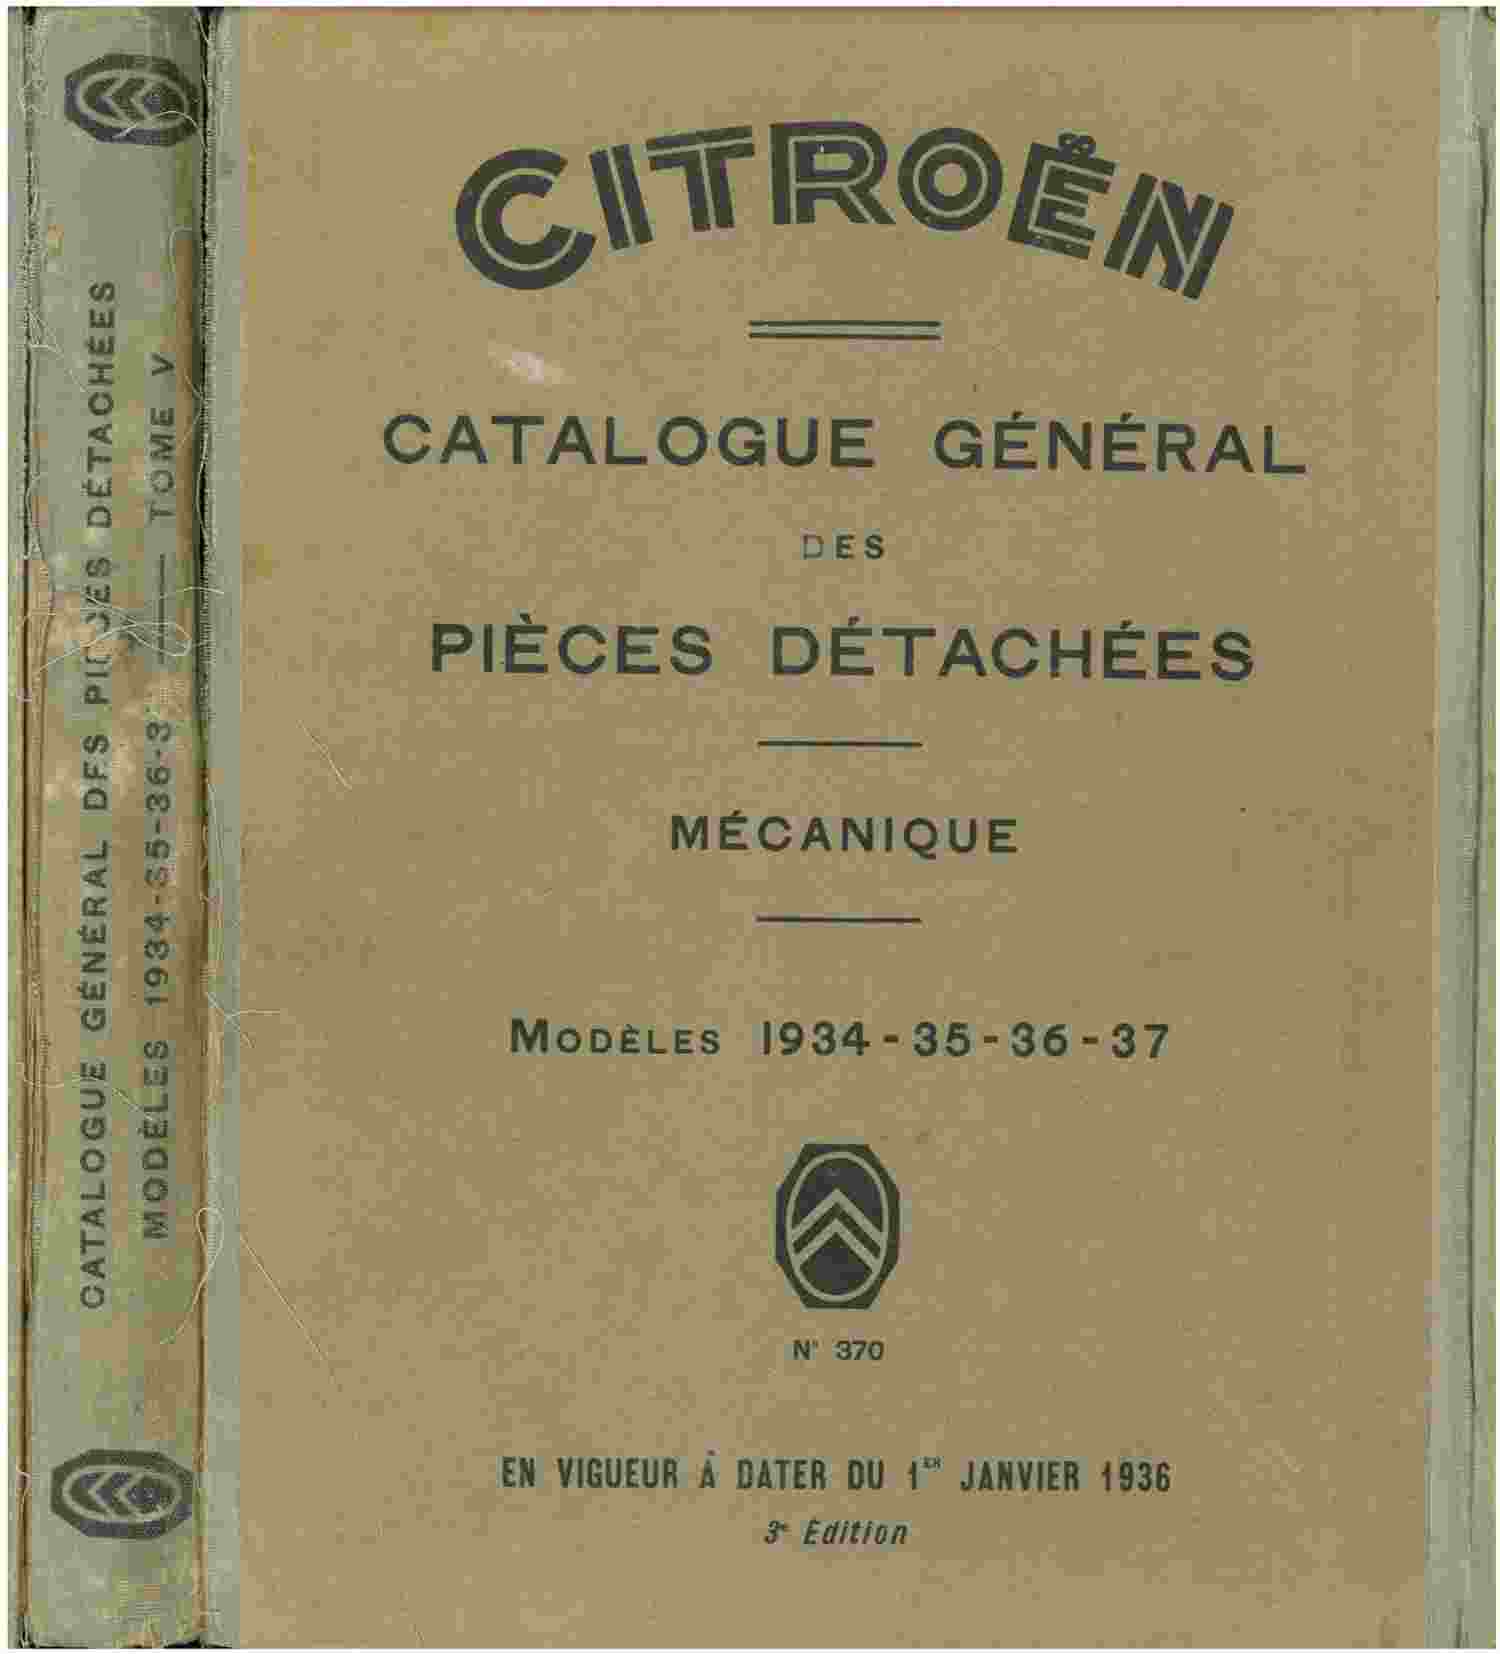 CATALOGUE GÉNÉRAL DES PIÈCES DÉTACHÉES
MODÈLES 1934-35-36-3 — TOME V
CITROËN
CATALOGUE GÉNÉRAL
DES
PIÈCES DÉTACHÉES
MÉCANIQUE
MODÈLES 1934-35-36-37
N° 370
EN VIGUEUR À DATER DU 1ER JANVIER 1936
3e Edition